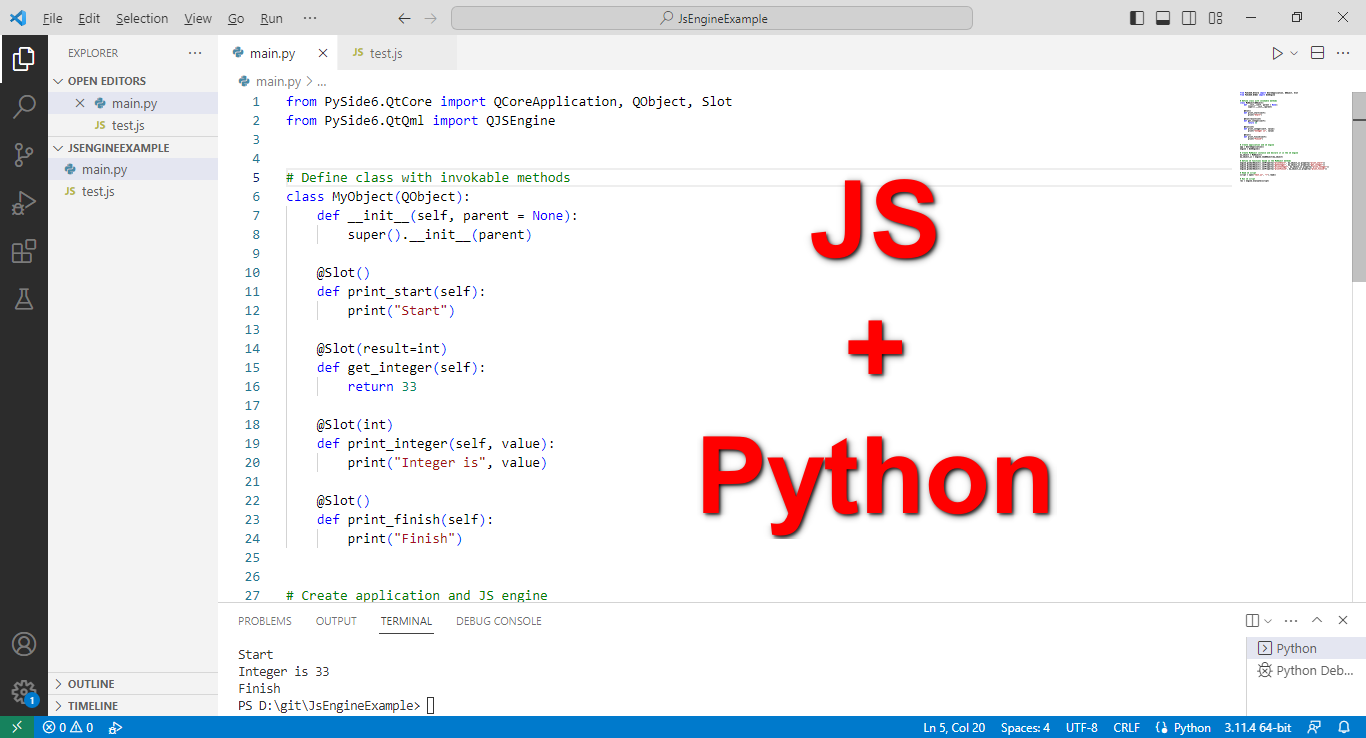 File Edit Selection View Go Run ···
JsEngineExample
EXPLORER ···
OPEN EDITORS
main.py
JS test.js
JSENGINEEXAMPLE
main.py
JS test.js
OUTLINE
TIMELINE
main.py
JS test.js
main.py > ...
1 from PySide6.QtCore import QCoreApplication, QObject, Slot
2 from PySide6.QtQml import QJSEngine
3
4
5 # Define class with invokable methods
6 class MyObject(QObject):
7 def __init__(self, parent = None):
8 super().__init__(parent)
9
10 @Slot()
11 def print_start(self):
12 print("Start")
13
14 @Slot(result=int)
15 def get_integer(self):
16 return 33
17
18 @Slot(int)
19 def print_integer(self, value):
20 print("Integer is", value)
21
22 @Slot()
23 def print_finish(self):
24 print("Finish")
25
26
27 # Create application and JS engine
JS
+
Python
PROBLEMS OUTPUT TERMINAL DEBUG CONSOLE
Start
Integer is 33
Finish
PS D:\git\JsEngineExample>
Python
Python Deb...
1
0 0
Ln 5, Col 20 Spaces: 4 UTF-8 CRLF Python 3.11.4 64-bit